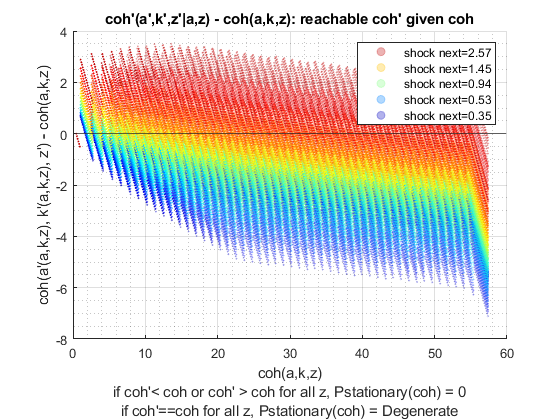 coh'(a',k',z'|a,z) - coh(a,k,z): reachable coh' given coh
coh(a'(a,k,z), k'(a,k,z), z') - coh(a,k,z)
4
3
2
1
0
-2
-4
-6
-8
shock next=2.57
shock next=1.45
shock next=0.94
shock next=0.53
shock next=0.35
0
10
20
30
40
50
60
coh(a,k,z)
if coh'< coh or coh' > coh for all z, Pstationary(coh) = 0
if coh'==coh for all z, Pstationary(coh) = Degenerate